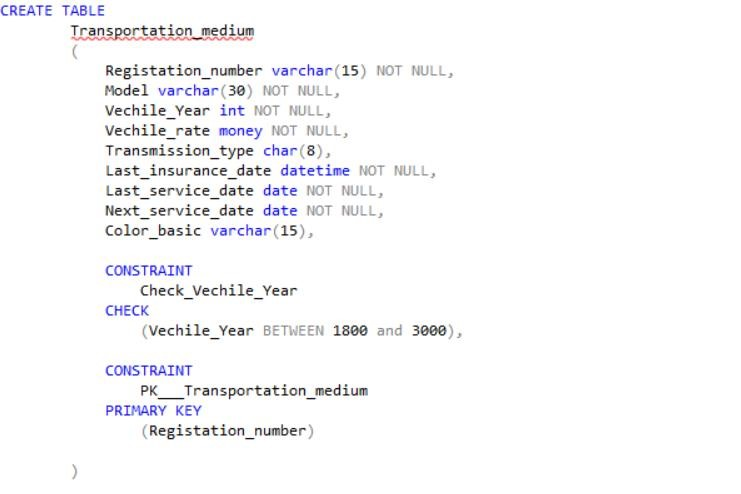 CREATE TABLE
Transportation_medium
(
Registation_number varchar(15) NOT NULL,
Model varchar(30) NOT NULL,
Vechile_Year int NOT NULL,
Vechile_rate money NOT NULL,
Transmission_type char(8),
Last_insurance_date datetime NOT NULL,
Last_service_date date NOT NULL,
Next_service_date date NOT NULL,
Color_basic varchar(15),
CONSTRAINT
Check_Vechile_Year
CHECK
(Vechile_Year BETWEEN 1800 and 3000),
CONSTRAINT
PK___Transportation_medium
PRIMARY KEY
(Registation_number)
)